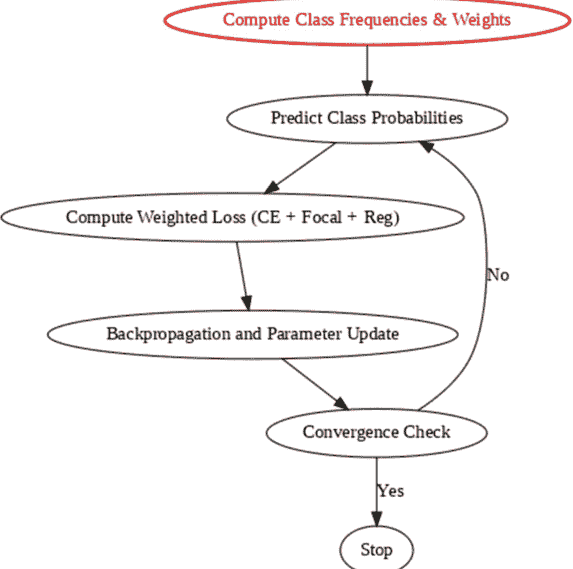 Compute Class Frequencies & Weights
Predict Class Probabilities
Compute Weighted Loss (CE + Focal + Reg)
No
Backpropagation and Parameter Update
Convergence Check
Yes
Stop